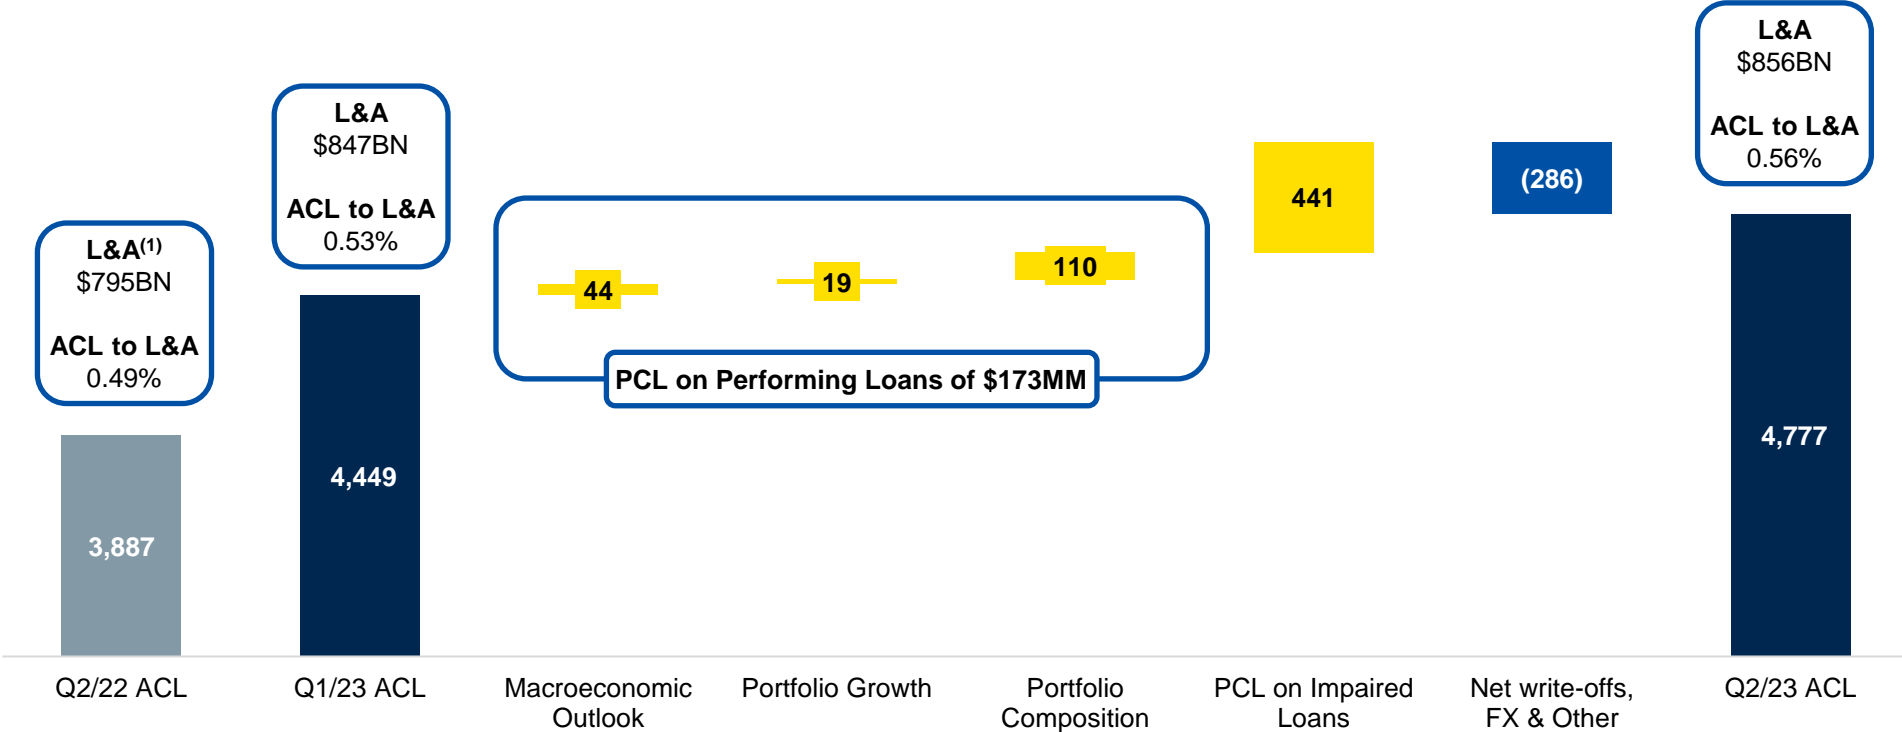 L&A(1)
$795BN
ACL to L&A
0.49%
3,887
L&A
$847BN
ACL to L&A
0.53%
4,449
44
19
110
PCL on Performing Loans of $173MM
441
(286)
L&A
$856BN
ACL to L&A
0.56%
4,777
Q2/22 ACL
Q1/23 ACL
Macroeconomic
Outlook
Portfolio Growth
Portfolio
Composition
PCL on Impaired
Loans
Net write-offs,
FX & Other
Q2/23 ACL